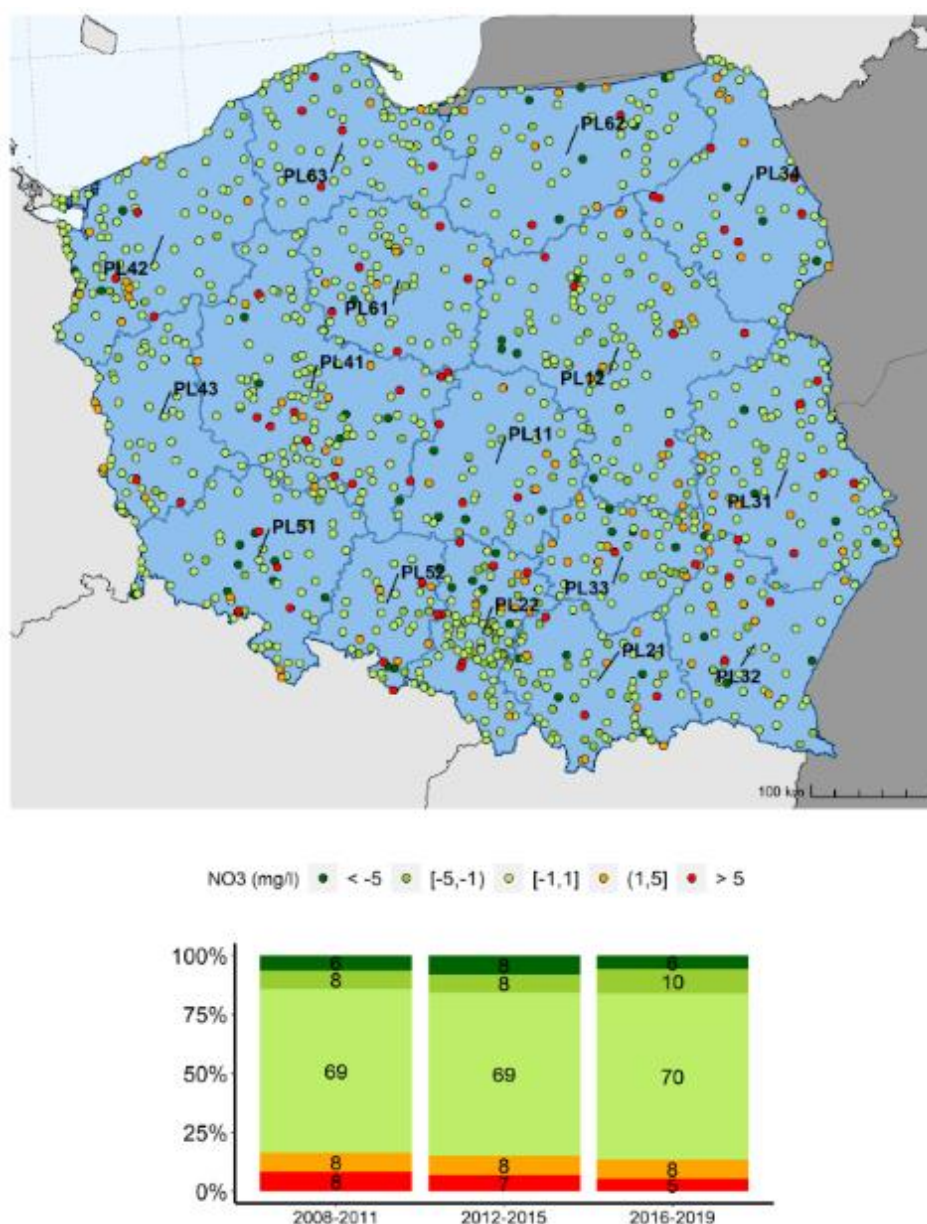 PL62
PL63
PL34
PL42
PL61
PL41
PL43
PL12
PL11
PL31
PL51
PL52
PL33
PL22
PL21
PL32
100 km
NO3 (mg/l) < -5 [-5,-1) [-1,1] (1,5] > 5
100% 6 8 6
8 8 10
75%
50% 69 69 70
25%
8 8 8
0% 8 7 5
2008-2011 2012-2015 2016-2019